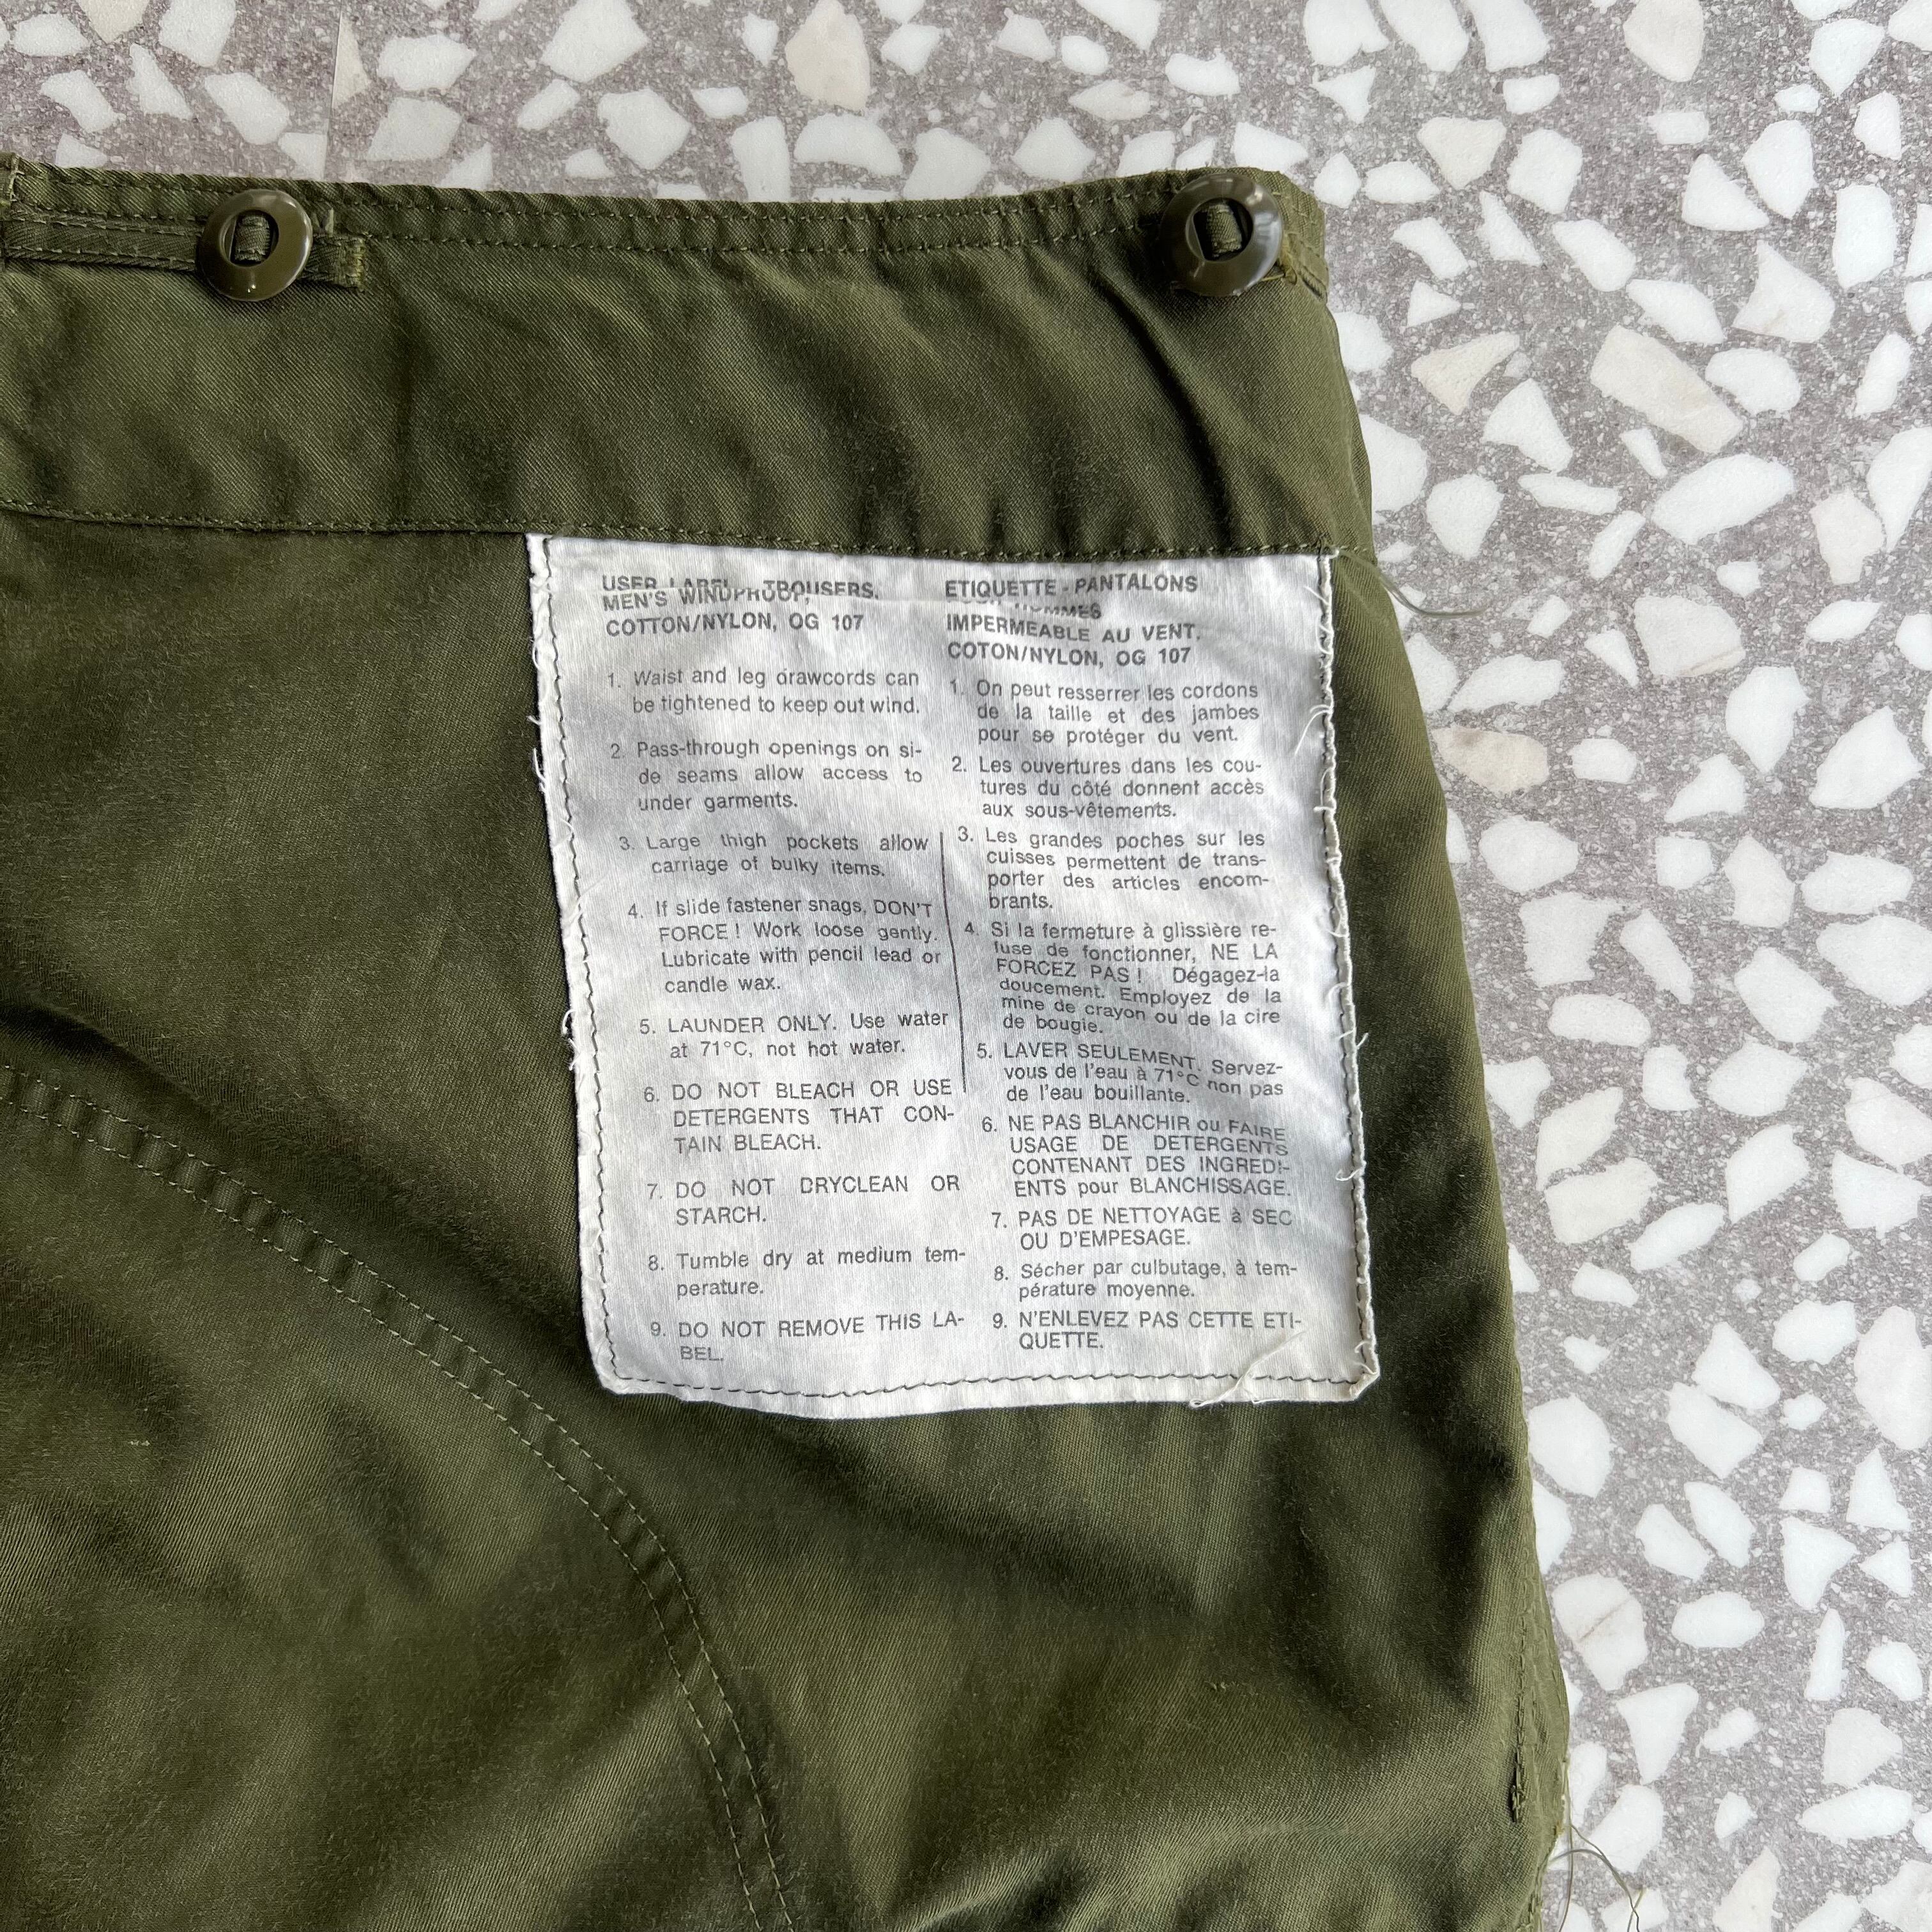 USER LABEL - TROUSERS,
MEN'S WINDPROOF,
COTTON/NYLON, OG 107
1. Waist and leg drawcords can
be tightened to keep out wind.
2. Pass-through openings on si-
de seams allow access to
under garments.
3. Large thigh pockets allow
carriage of bulky items.
4. If slide fastener snags, DON'T
FORCE! Work loose gently.
Lubricate with pencil lead or
candle wax.
5. LAUNDER ONLY. Use water
at 71°C, not hot water.
6. DO NOT BLEACH OR USE
DETERGENTS THAT CON-
TAIN BLEACH.
7. DO NOT DRYCLEAN OR
STARCH.
8. Tumble dry at medium tem-
perature.
9. DO NOT REMOVE THIS LA-
BEL.
ETIQUETTE - PANTALONS
HOMMES
IMPERMEABLE AU VENT,
COTON/NYLON, OG 107
1. On peut resserrer les cordons
de la taille et des jambes
pour se protéger du vent.
2. Les ouvertures dans les cou-
tures du côté donnent accès
aux sous-vêtements.
3. Les grandes poches sur les
cuisses permettent de trans-
porter des articles encom-
brants.
4. Si la fermeture à glissière re-
fuse de fonctionner, NE LA
FORCEZ PAS! Dégagez-la
doucement. Employez de la
mine de crayon ou de la cire
de bougie.
5. LAVER SEULEMENT. Servez-
vous de l'eau à 71°C non pas
de l'eau bouillante.
6. NE PAS BLANCHIR ou FAIRE
USAGE DE DETERGENTS
CONTENANT DES INGREDI-
ENTS pour BLANCHISSAGE.
7. PAS DE NETTOYAGE à SEC
OU D'EMPESAGE.
8. Sécher par culbutage, à tem-
pérature moyenne.
9. N'ENLEVEZ PAS CETTE ETI-
QUETTE.